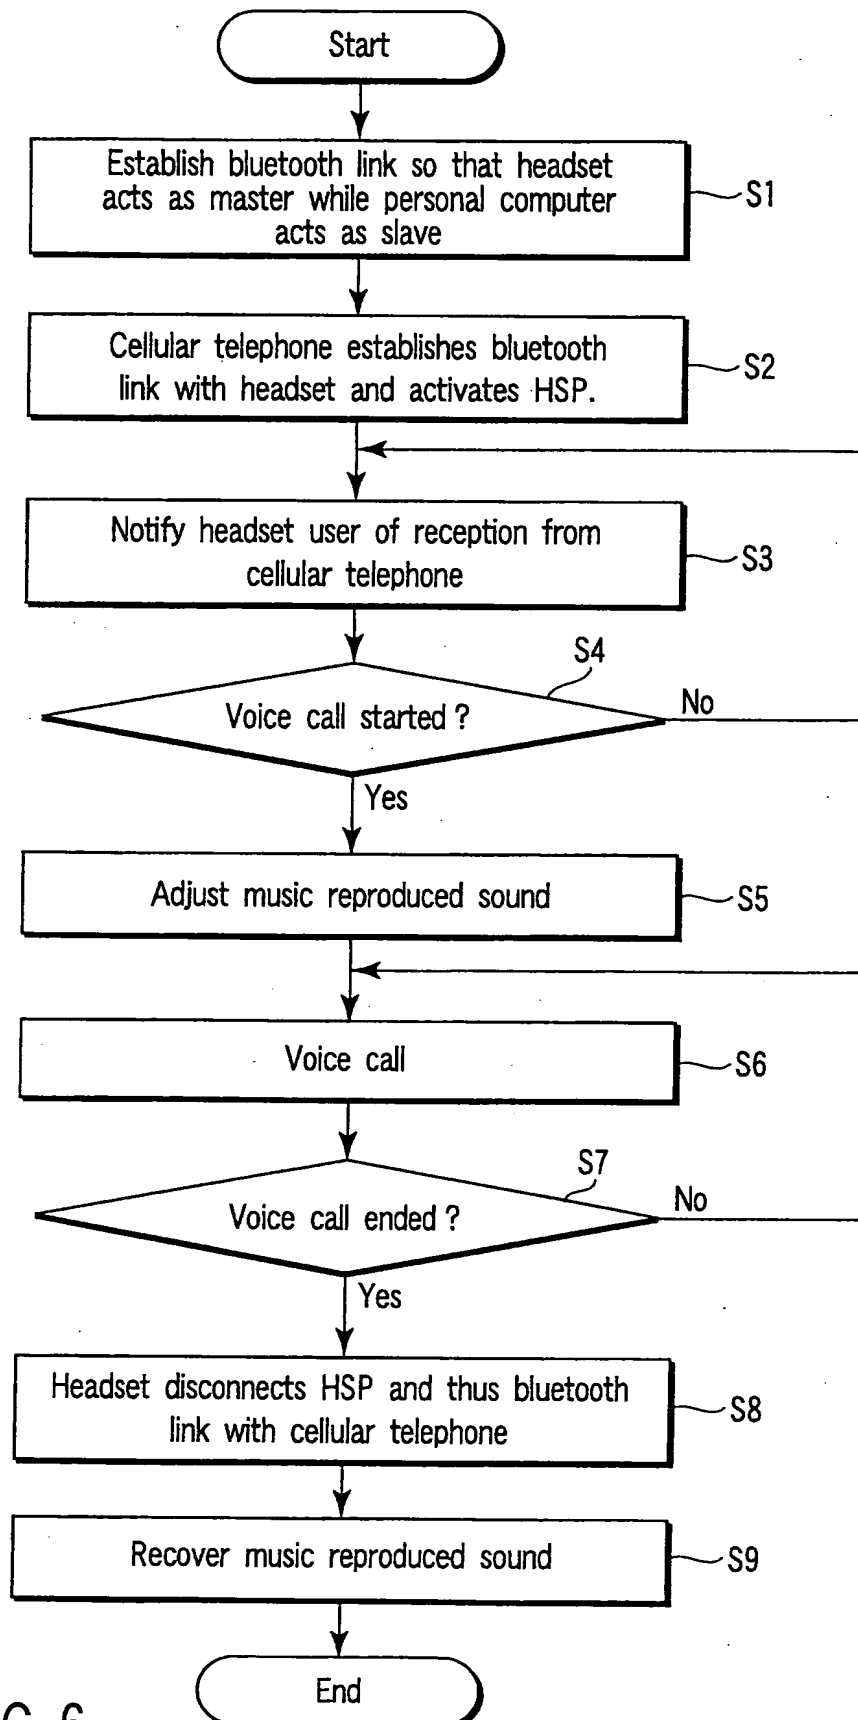 Start
Establish bluetooth link so that headset
acts as master while personal computer
acts as slave
S1
Cellular telephone establishes bluetooth
link with headset and activates HSP.
S2
Notify headset user of reception from
cellular telephone
S3
S4
Voice call started ?
No
Yes
Adjust music reproduced sound
S5
Voice call
S6
S7
Voice call ended ?
No
Yes
Headset disconnects HSP and thus bluetooth
link with cellular telephone
S8
Recover music reproduced sound
S9
End